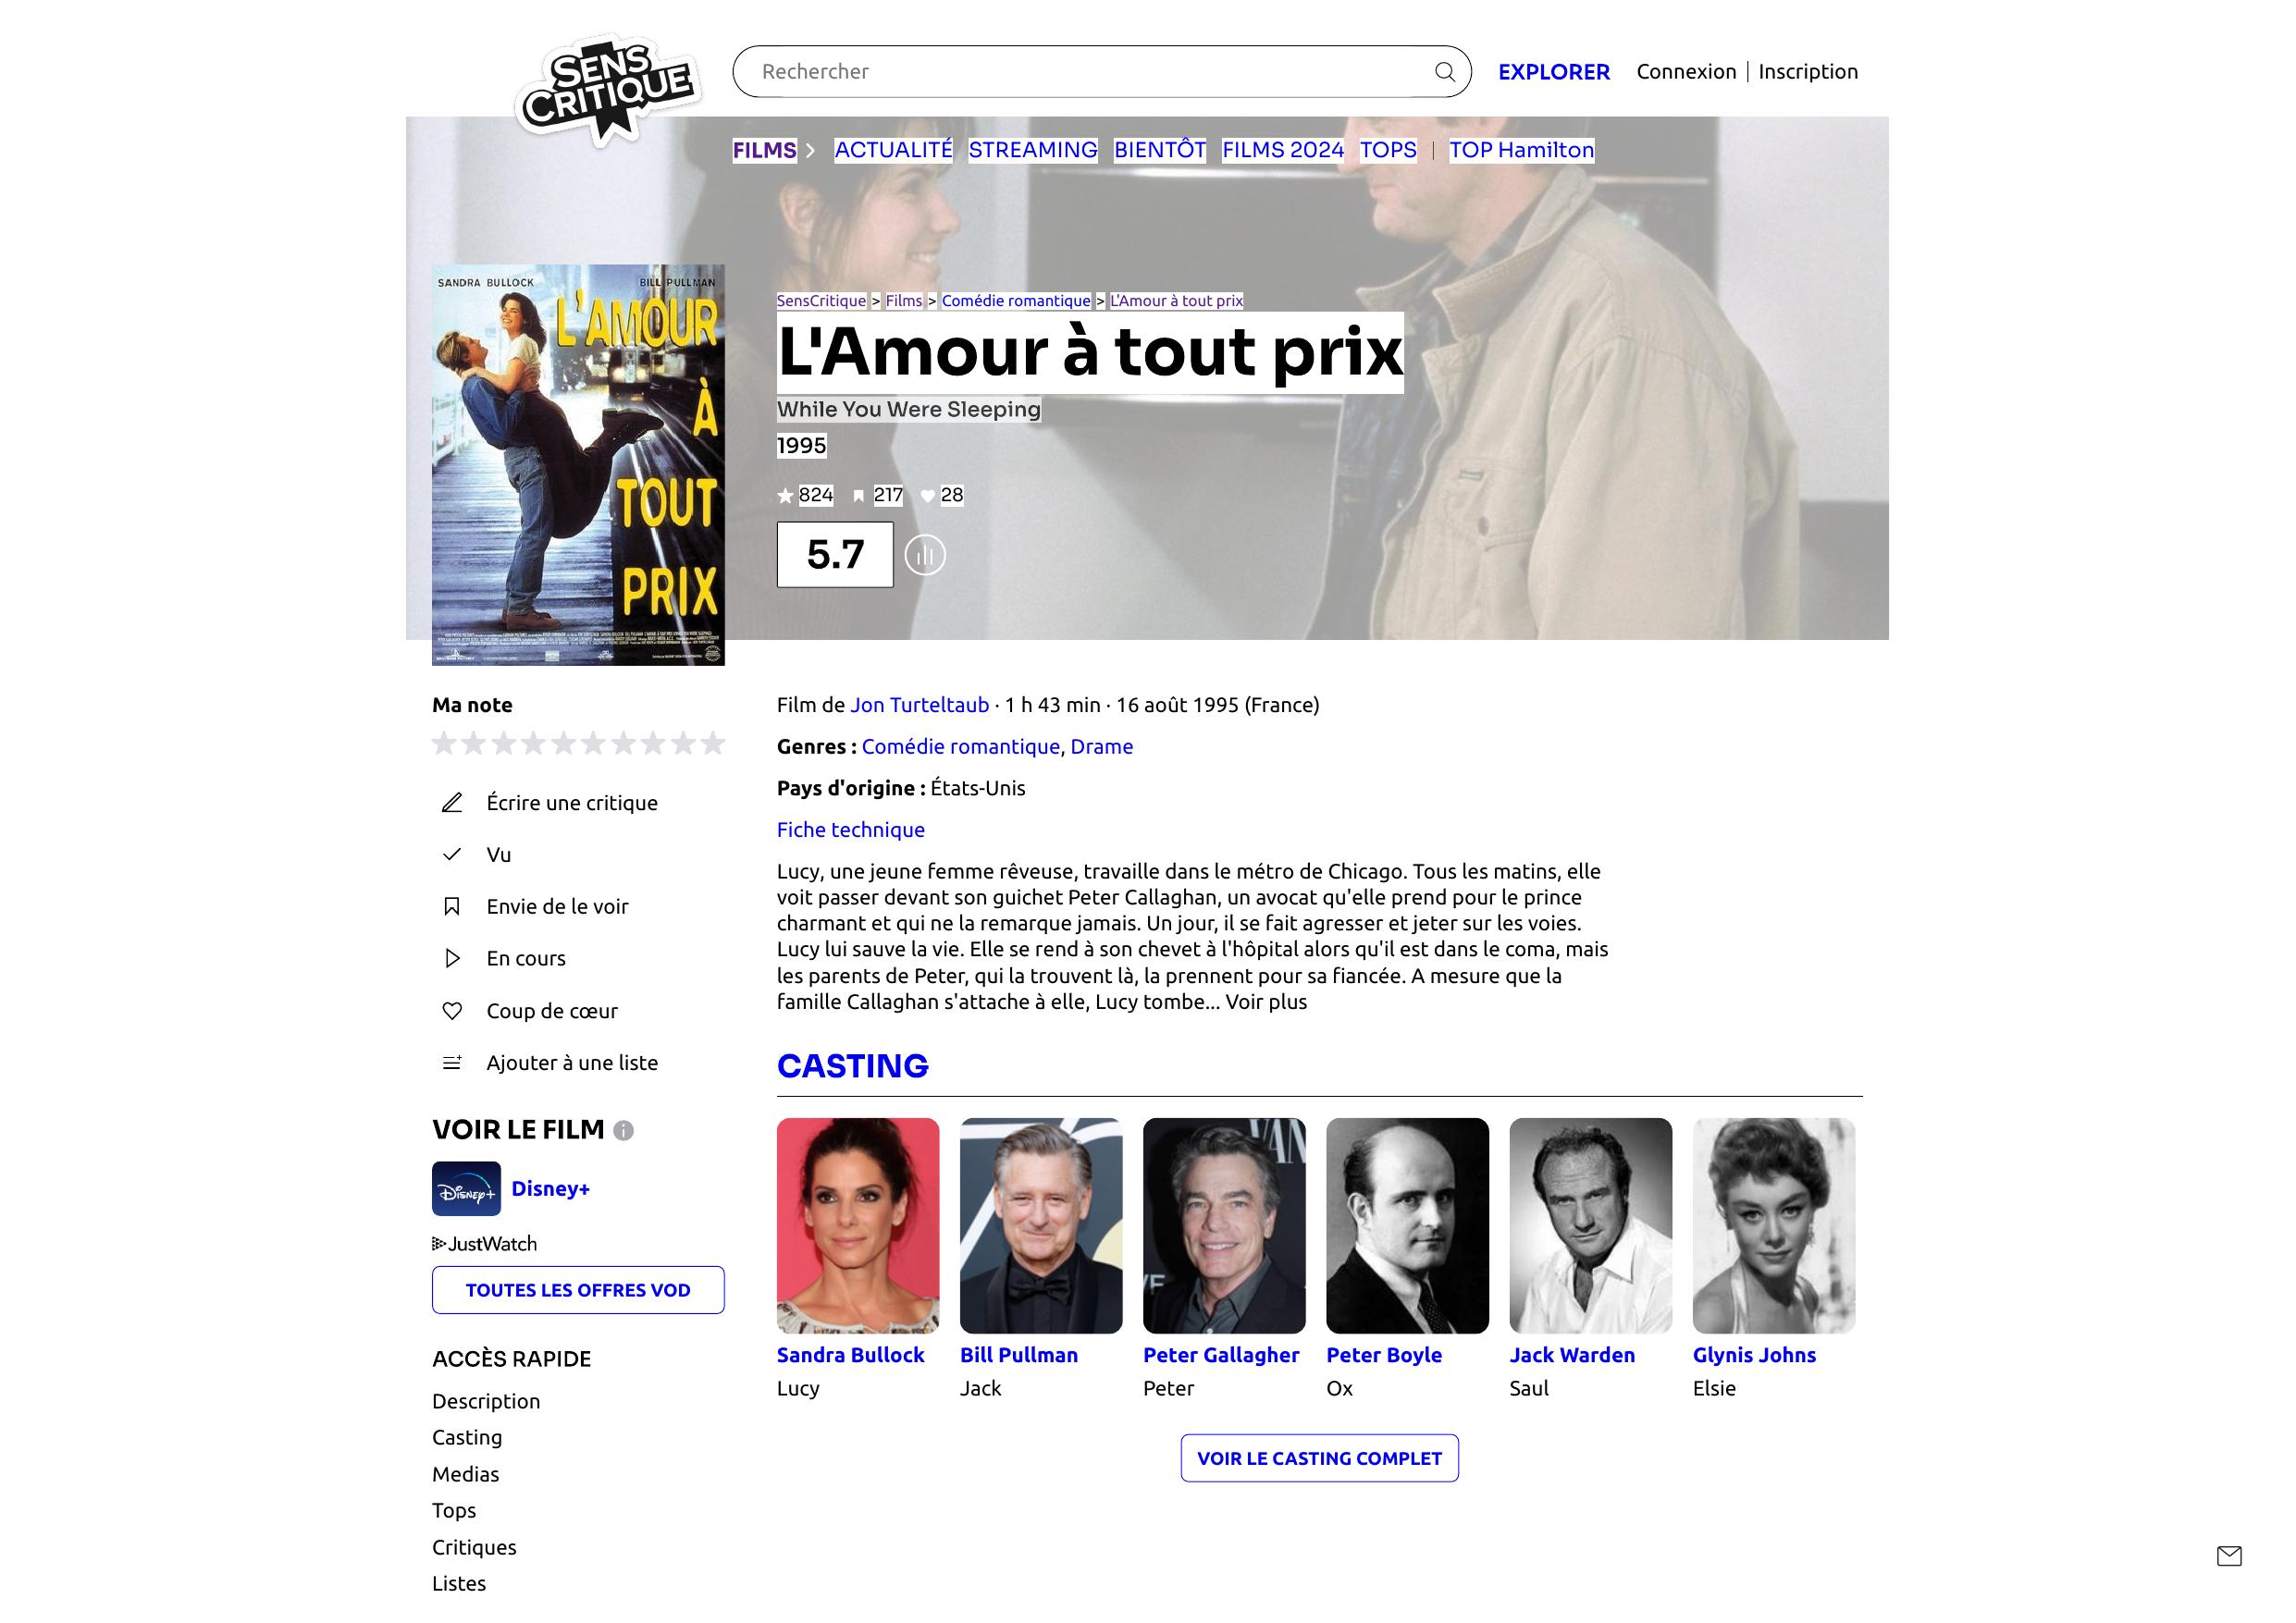 SENS
CRITIQUE
Rechercher
EXPLORER
Connexion | Inscription
FILMS
ACTUALITÉ
STREAMING
BIENTÔT
FILMS 2024
TOPS
|
TOP Hamilton
SANDRA BULLOCK
BILL PULLMAN
L'AMOUR
À
TOUT
PRIX
SensCritique > Films > Comédie romantique > L'Amour à tout prix
L'Amour à tout prix
While You Were Sleeping
1995
824
217
28
5.7
Ma note
Écrire une critique
Vu
Envie de le voir
En cours
Coup de cœur
Ajouter à une liste
VOIR LE FILM
Disney+
Disney+
JustWatch
TOUTES LES OFFRES VOD
ACCÈS RAPIDE
Description
Casting
Medias
Tops
Critiques
Listes
Film de Jon Turteltaub · 1 h 43 min · 16 août 1995 (France)
Genres : Comédie romantique, Drame
Pays d'origine : États-Unis
Fiche technique
Lucy, une jeune femme rêveuse, travaille dans le métro de Chicago. Tous les matins, elle
voit passer devant son guichet Peter Callaghan, un avocat qu'elle prend pour le prince
charmant et qui ne la remarque jamais. Un jour, il se fait agresser et jeter sur les voies.
Lucy lui sauve la vie. Elle se rend à son chevet à l'hôpital alors qu'il est dans le coma, mais
les parents de Peter, qui la trouvent là, la prennent pour sa fiancée. A mesure que la
famille Callaghan s'attache à elle, Lucy tombe... Voir plus
CASTING
Sandra Bullock
Lucy
Bill Pullman
Jack
Peter Gallagher
Peter
Peter Boyle
Ox
Jack Warden
Saul
Glynis Johns
Elsie
VOIR LE CASTING COMPLET